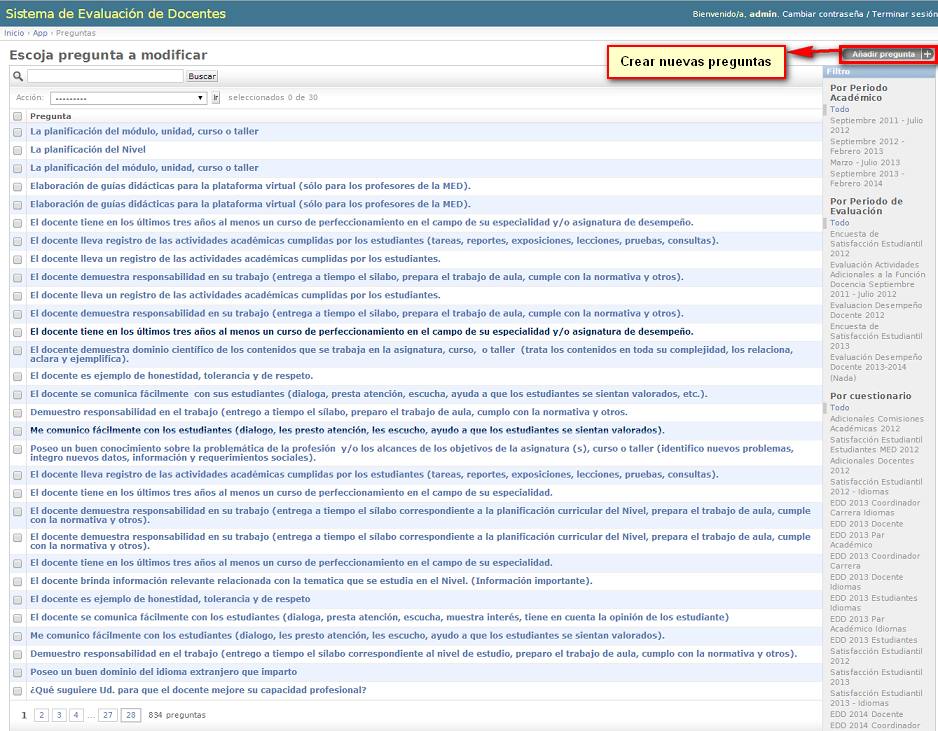 Sistema de Evaluación de Docentes
Bienvenido/a, admin. Cambiar contraseña / Terminar sesión
Inicio › App › Preguntas
Escoja pregunta a modificar
Crear nuevas preguntas
Añadir pregunta +
Buscar
Acción: --------- Ir seleccionados 0 de 30
Pregunta
La planificación del módulo, unidad, curso o taller
La planificación del Nivel
La planificación del módulo, unidad, curso o taller
Elaboración de guías didácticas para la plataforma virtual (sólo para los profesores de la MED).
Elaboración de guías didácticas para la plataforma virtual (sólo para los profesores de la MED).
El docente tiene en los últimos tres años al menos un curso de perfeccionamiento en el campo de su especialidad y/o asignatura de desempeño.
El docente lleva registro de las actividades académicas cumplidas por los estudiantes (tareas, reportes, exposiciones, lecciones, pruebas, consultas).
El docente lleva un registro de las actividades académicas cumplidas por los estudiantes.
El docente demuestra responsabilidad en su trabajo (entrega a tiempo el sílabo, prepara el trabajo de aula, cumple con la normativa y otros).
El docente lleva un registro de las actividades académicas cumplidas por los estudiantes.
El docente demuestra responsabilidad en su trabajo (entrega a tiempo el sílabo, prepara el trabajo de aula, cumple con la normativa y otros).
El docente tiene en los últimos tres años al menos un curso de perfeccionamiento en el campo de su especialidad y/o asignatura de desempeño.
El docente demuestra dominio científico de los contenidos que se trabaja en la asignatura, curso, o taller (trata los contenidos en toda su complejidad, los relaciona,
aclara y ejemplifica).
El docente es ejemplo de honestidad, tolerancia y de respeto.
El docente se comunica fácilmente con sus estudiantes (dialoga, presta atención, escucha, ayuda a que los estudiantes se sientan valorados, etc.).
Demuestro responsabilidad en el trabajo (entrego a tiempo el sílabo, preparo el trabajo de aula, cumplo con la normativa y otros.
Me comunico fácilmente con los estudiantes (dialogo, les presto atención, les escucho, ayudo a que los estudiantes se sientan valorados).
Poseo un buen conocimiento sobre la problemática de la profesión y/o los alcances de los objetivos de la asignatura (s), curso o taller (identifico nuevos problemas,
integro nuevos datos, información y requerimientos sociales).
El docente lleva registro de las actividades académicas cumplidas por los estudiantes (tareas, reportes, exposiciones, lecciones, pruebas, consultas).
El docente tiene en los últimos tres años al menos un curso de perfeccionamiento en el campo de su especialidad.
El docente demuestra responsabilidad en su trabajo (entrega a tiempo el sílabo correspondiente a la planificación curricular del Nivel, prepara el trabajo de aula, cumple
con la normativa y otros).
El docente demuestra responsabilidad en su trabajo (entrega a tiempo el sílabo correspondiente a la planificación curricular del Nivel, prepara el trabajo de aula, cumple
con la normativa y otros).
El docente tiene en los últimos tres años al menos un curso de perfeccionamiento en el campo de su especialidad.
El docente brinda información relevante relacionada con la tematica que se estudia en el Nivel. (Información importante).
El docente es ejemplo de honestidad, tolerancia y de respeto
El docente se comunica fácilmente con los estudiantes (dialoga, presta atención, escucha, muestra interés, tiene en cuenta la opinión de los estudiante)
Me comunico fácilmente con los estudiantes (dialogo, les presto atención, les escucho, ayudo a que los estudiantes se sientan valorados).
Demuestro responsabilidad en el trabajo (entrego a tiempo el sílabo correspondiente al nivel de estudio, preparo el trabajo de aula, cumplo con la normativa y otros).
Poseo un buen dominio del idioma extranjero que imparto
¿Qué suguiere Ud. para que el docente mejore su capacidad profesional?
1 2 3 4 ... 27 28 834 preguntas
Filtro
Por Periodo
Académico
Todo
Septiembre 2011 - Julio
2012
Septiembre 2012 -
Febrero 2013
Marzo - Julio 2013
Septiembre 2013 -
Febrero 2014
Por Periodo de
Evaluación
Todo
Encuesta de
Satisfacción Estudiantil
2012
Evaluación Actividades
Adicionales a la Función
Docencia Septiembre
2011 - Julio 2012
Evaluacion Desempeño
Docente 2012
Encuesta de
Satisfacción Estudiantil
2013
Evaluación Desempeño
Docente 2013-2014
(Nada)
Por cuestionario
Todo
Adicionales Comisiones
Académicas 2012
Satisfacción Estudiantil
Estudiantes MED 2012
Adicionales Docentes
2012
Satisfacción Estudiantil
2012 - Idiomas
EDD 2013 Coordinador
Carrera Idiomas
EDD 2013 Docente
EDD 2013 Par
Académico
EDD 2013 Coordinador
Carrera
EDD 2013 Docente
Idiomas
EDD 2013 Estudiantes
Idiomas
EDD 2013 Par
Académico Idiomas
EDD 2013 Estudiantes
Satisfacción Estudiantil
2012
Satisfacción Estudiantil
2013
Satisfacción Estudiantil
2013 - Idiomas
EDD 2014 Docente
EDD 2014 Coordinador